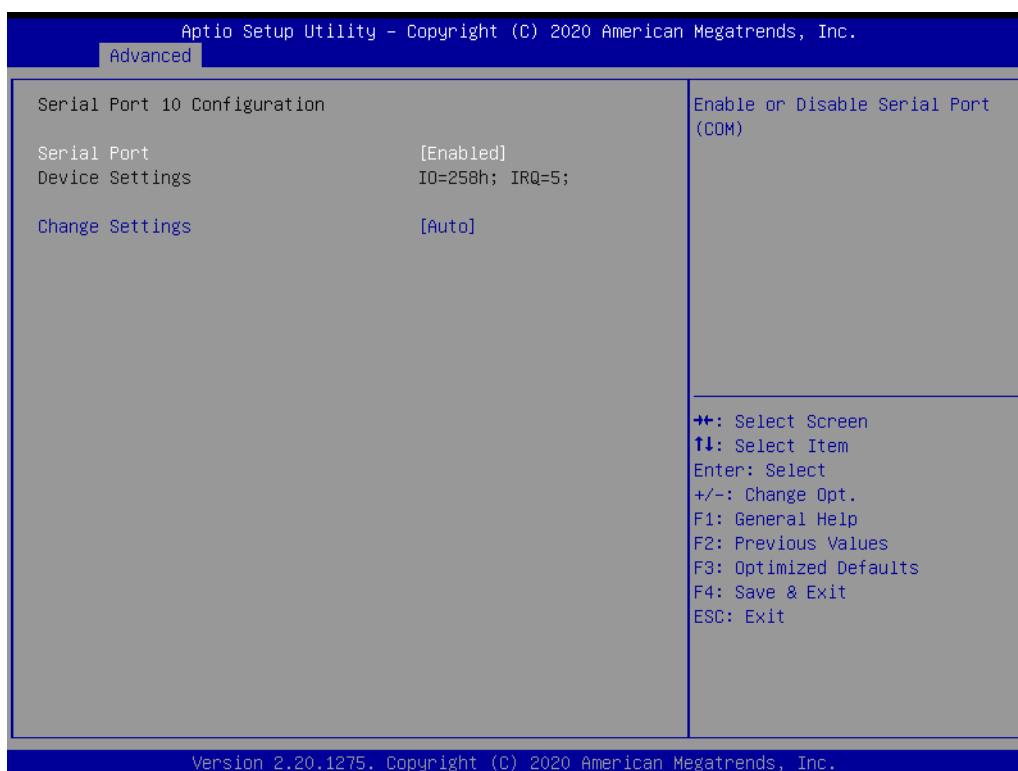 Aptio Setup Utility – Copyright (C) 2020 American Megatrends, Inc.
Advanced
Serial Port 10 Configuration
Serial Port [Enabled]
Device Settings IO=258h; IRQ=5;
Change Settings [Auto]
Enable or Disable Serial Port
(COM)
→←: Select Screen
↑↓: Select Item
Enter: Select
+/-: Change Opt.
F1: General Help
F2: Previous Values
F3: Optimized Defaults
F4: Save & Exit
ESC: Exit
Version 2.20.1275. Copyright (C) 2020 American Megatrends, Inc.